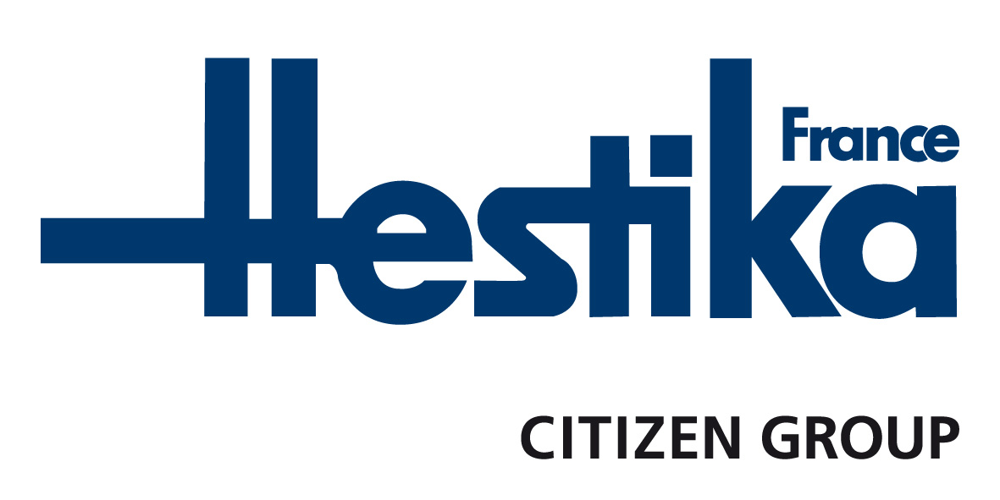 Hestika
France
CITIZEN GROUP